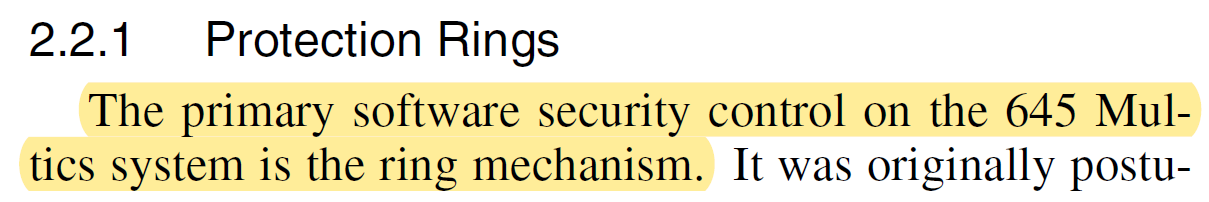 2.2.1 Protection Rings
The primary software security control on the 645 Mul-
tics system is the ring mechanism. It was originally postu-